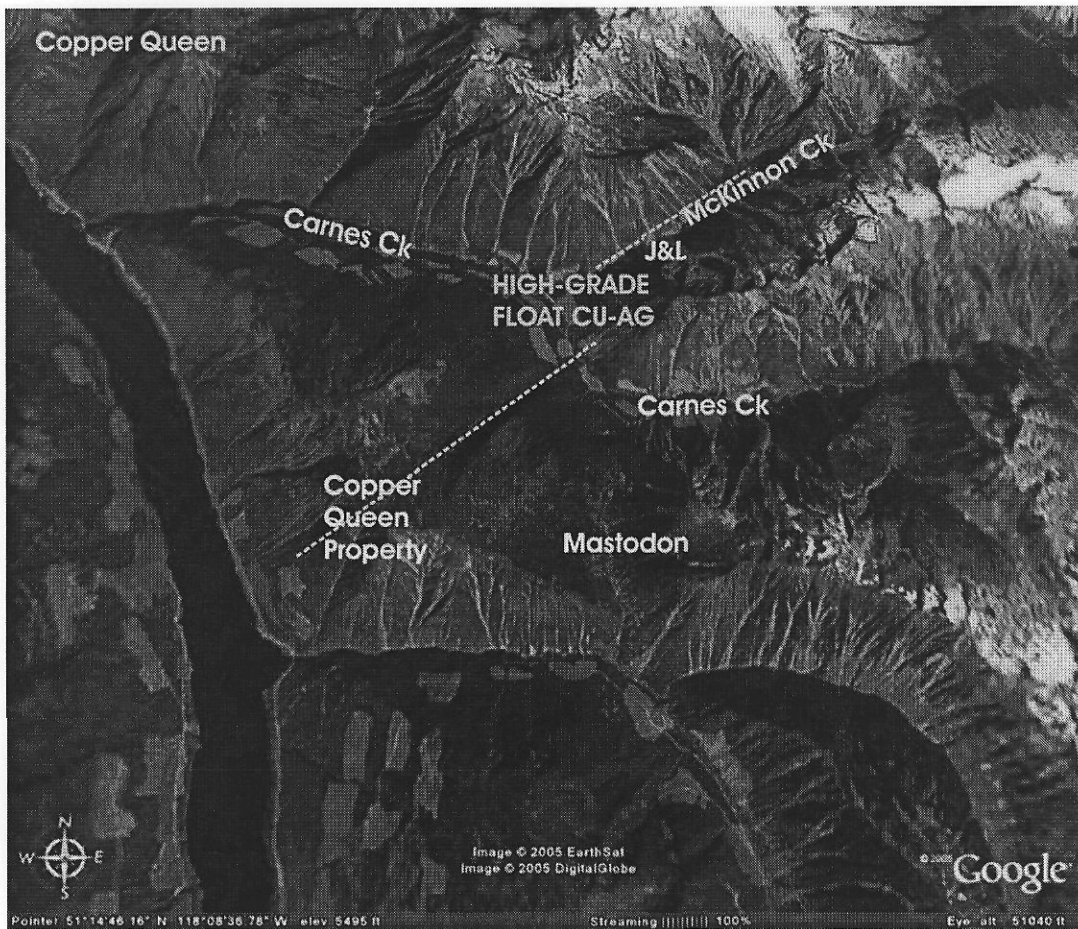 Copper Queen
McKinnon Ck
Carnes Ck
J&L
HIGH-GRADE
FLOAT CU-AG
Carnes Ck
Copper
Queen
Property
Mastodon
N
W E
S
Image © 2005 EarthSat
Image © 2005 DigitalGlobe
© 2005 Google
Pointer 51°14'46.16" N 118°08'36.78" W elev 5495 ft Streaming |||||||||| 100% Eye alt 51040 ft